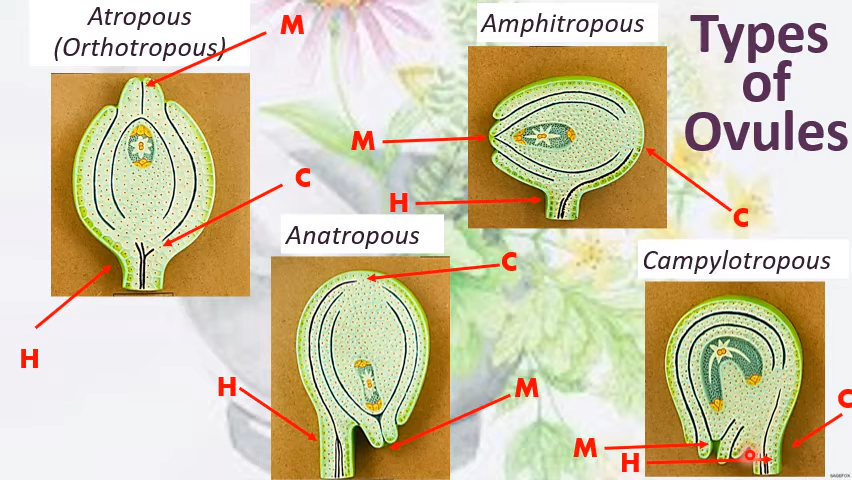 Atropous
(Orthotropous)
M
C
H
Amphitropous
M
H
C
Types
of
Ovules
Anatropous
C
H
M
Campylotropous
C
M
H